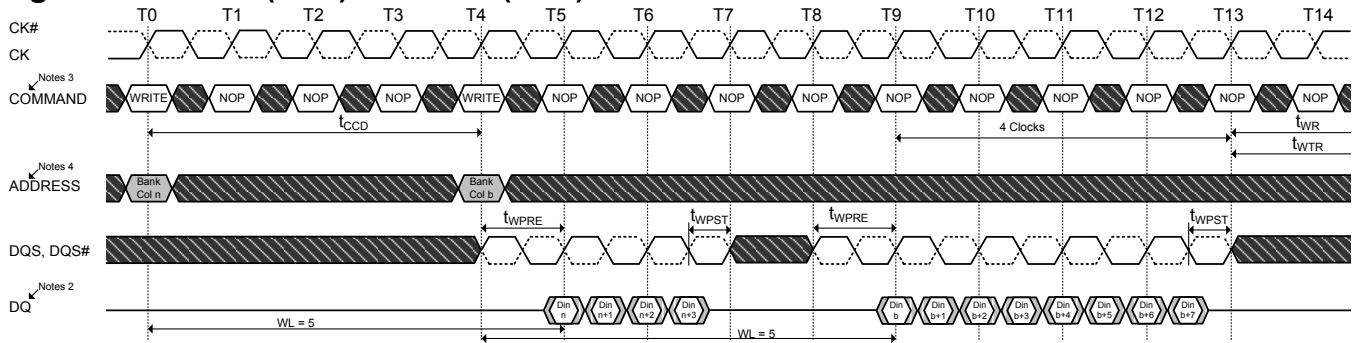 T0 T1 T2 T3 T4 T5 T6 T7 T8 T9 T10 T11 T12 T13 T14
CK#
CK
Notes 3
COMMAND WRITE NOP NOP NOP WRITE NOP NOP NOP NOP NOP NOP NOP NOP NOP NOP
tCCD 4 Clocks tWR
tWTR
Notes 4
ADDRESS Bank Col n Bank Col b
tWPRE tWPST tWPRE tWPST
DQS, DQS#
Notes 2
DQ Din n Din n+1 Din n+2 Din n+3 Din b Din b+1 Din b+2 Din b+3 Din b+4 Din b+5 Din b+6 Din b+7
WL = 5 WL = 5